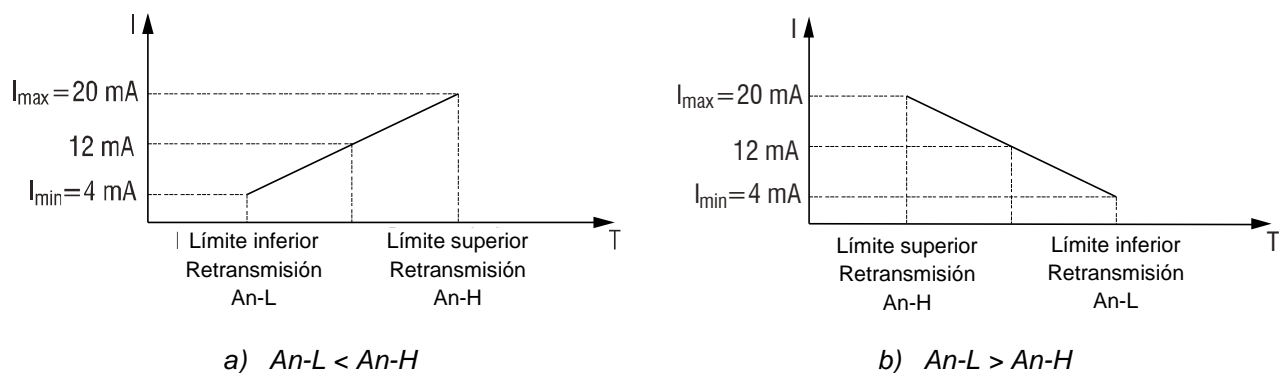 I
Imax=20 mA
12 mA
Imin=4 mA
T
Límite inferior
Retransmisión
An-L
Límite superior
Retransmisión
An-H
a) An-L < An-H
I
Imax=20 mA
12 mA
Imin=4 mA
T
Límite superior
Retransmisión
An-H
Límite inferior
Retransmisión
An-L
b) An-L > An-H